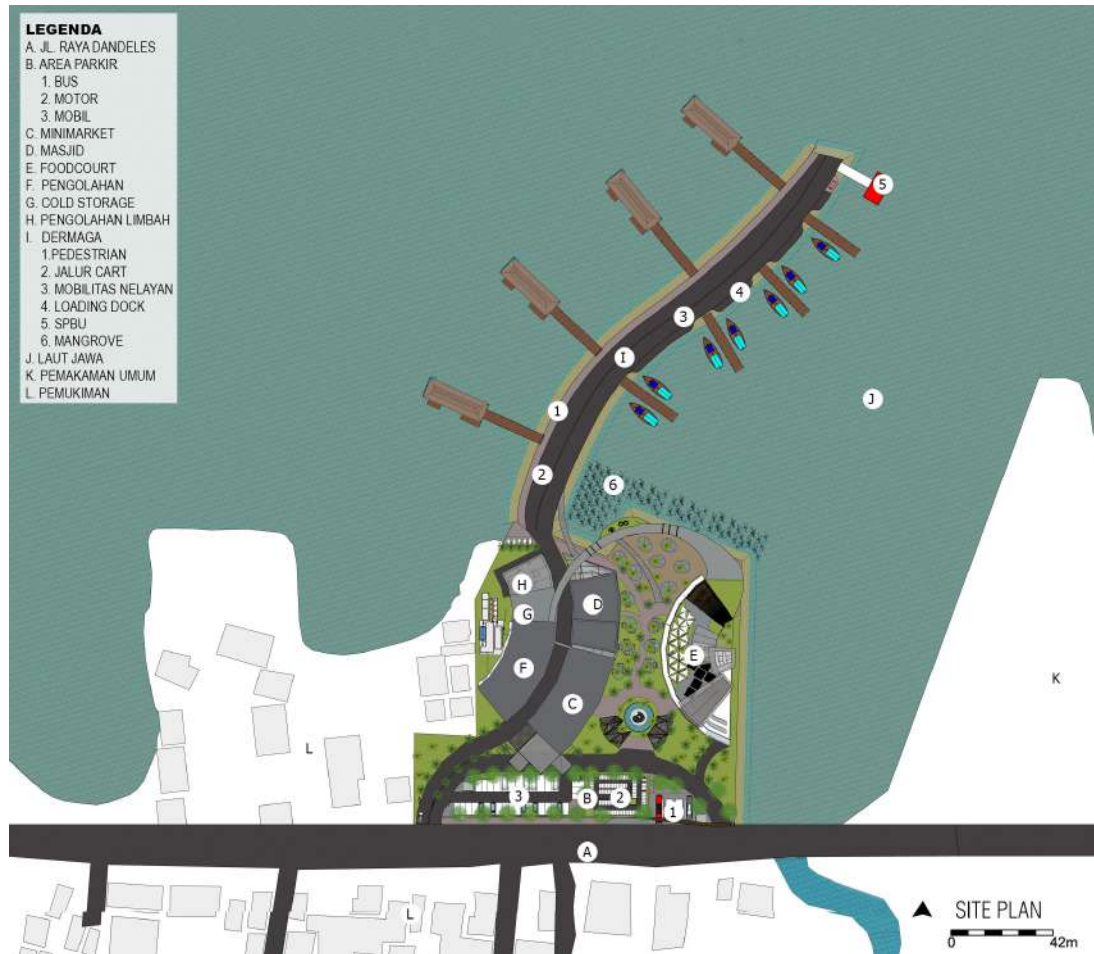 LEGENDA
A. JL. RAYA DANDELES
B. AREA PARKIR
1. BUS
2. MOTOR
3. MOBIL
C. MINIMARKET
D. MASJID
E. FOODCOURT
F. PENGOLAHAN
G. COLD STORAGE
H. PENGOLAHAN LIMBAH
I. DERMAGA
1.PEDESTRIAN
2. JALUR CART
3. MOBILITAS NELAYAN
4. LOADING DOCK
5. SPBU
6. MANGROVE
J. LAUT JAWA
K. PEMAKAMAN UMUM
L. PEMUKIMAN
5
4
3
I
J
1
2
6
H
D
G
E
F
K
C
L
3
B
2
1
A
L
SITE PLAN
0 42m